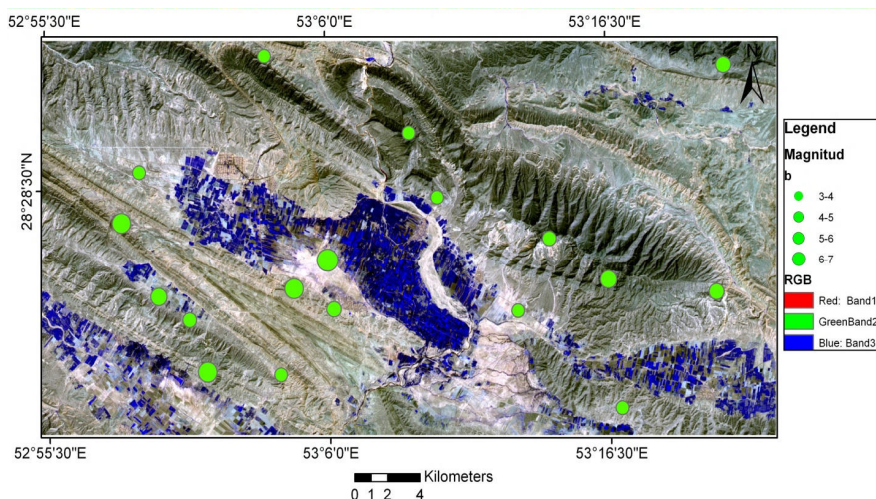 52°55'30"E
53°6'0"E
53°16'30"E
N
28°28'30"N
Legend
Magnitud
b
3-4
4-5
5-6
6-7
RGB
Red: Band1
GreenBand2
Blue: Band3
52°55'30"E
53°6'0"E
53°16'30"E
Kilometers
0 1 2 4